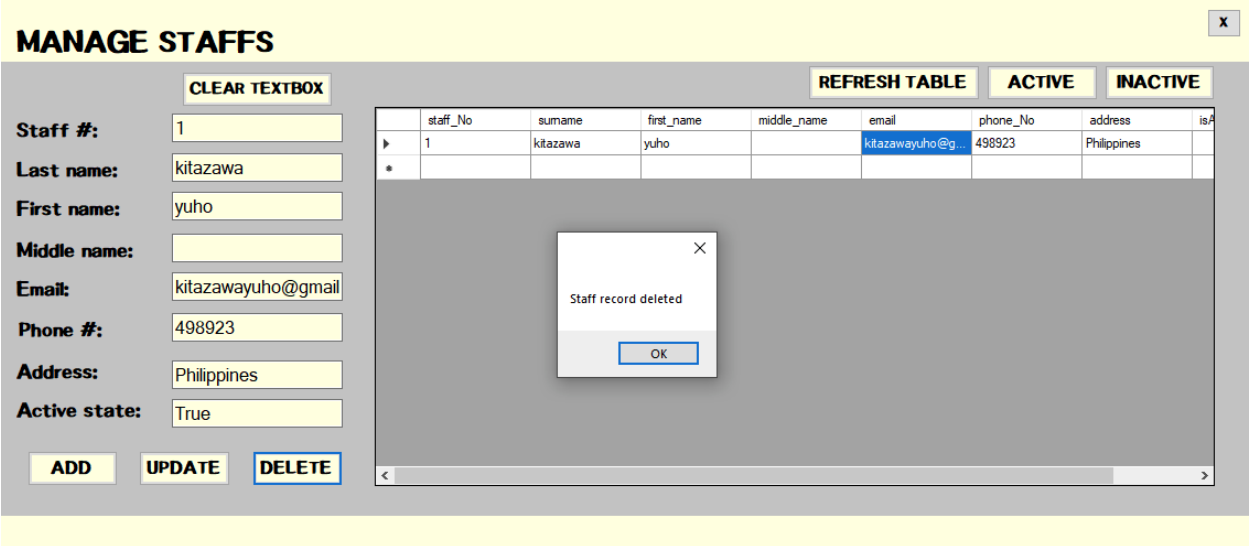 X
MANAGE STAFFS
CLEAR TEXTBOX
REFRESH TABLE ACTIVE INACTIVE
Staff #: 1
Last name: kitazawa
First name: yuho
Middle name:
Email: kitazawayuho@gmail
Phone #: 498923
Address: Philippines
Active state: True
ADD UPDATE DELETE
staff_No surname first_name middle_name email phone_No address isA
1 kitazawa yuho kitazawayuho@g... 498923 Philippines
Staff record deleted
OK